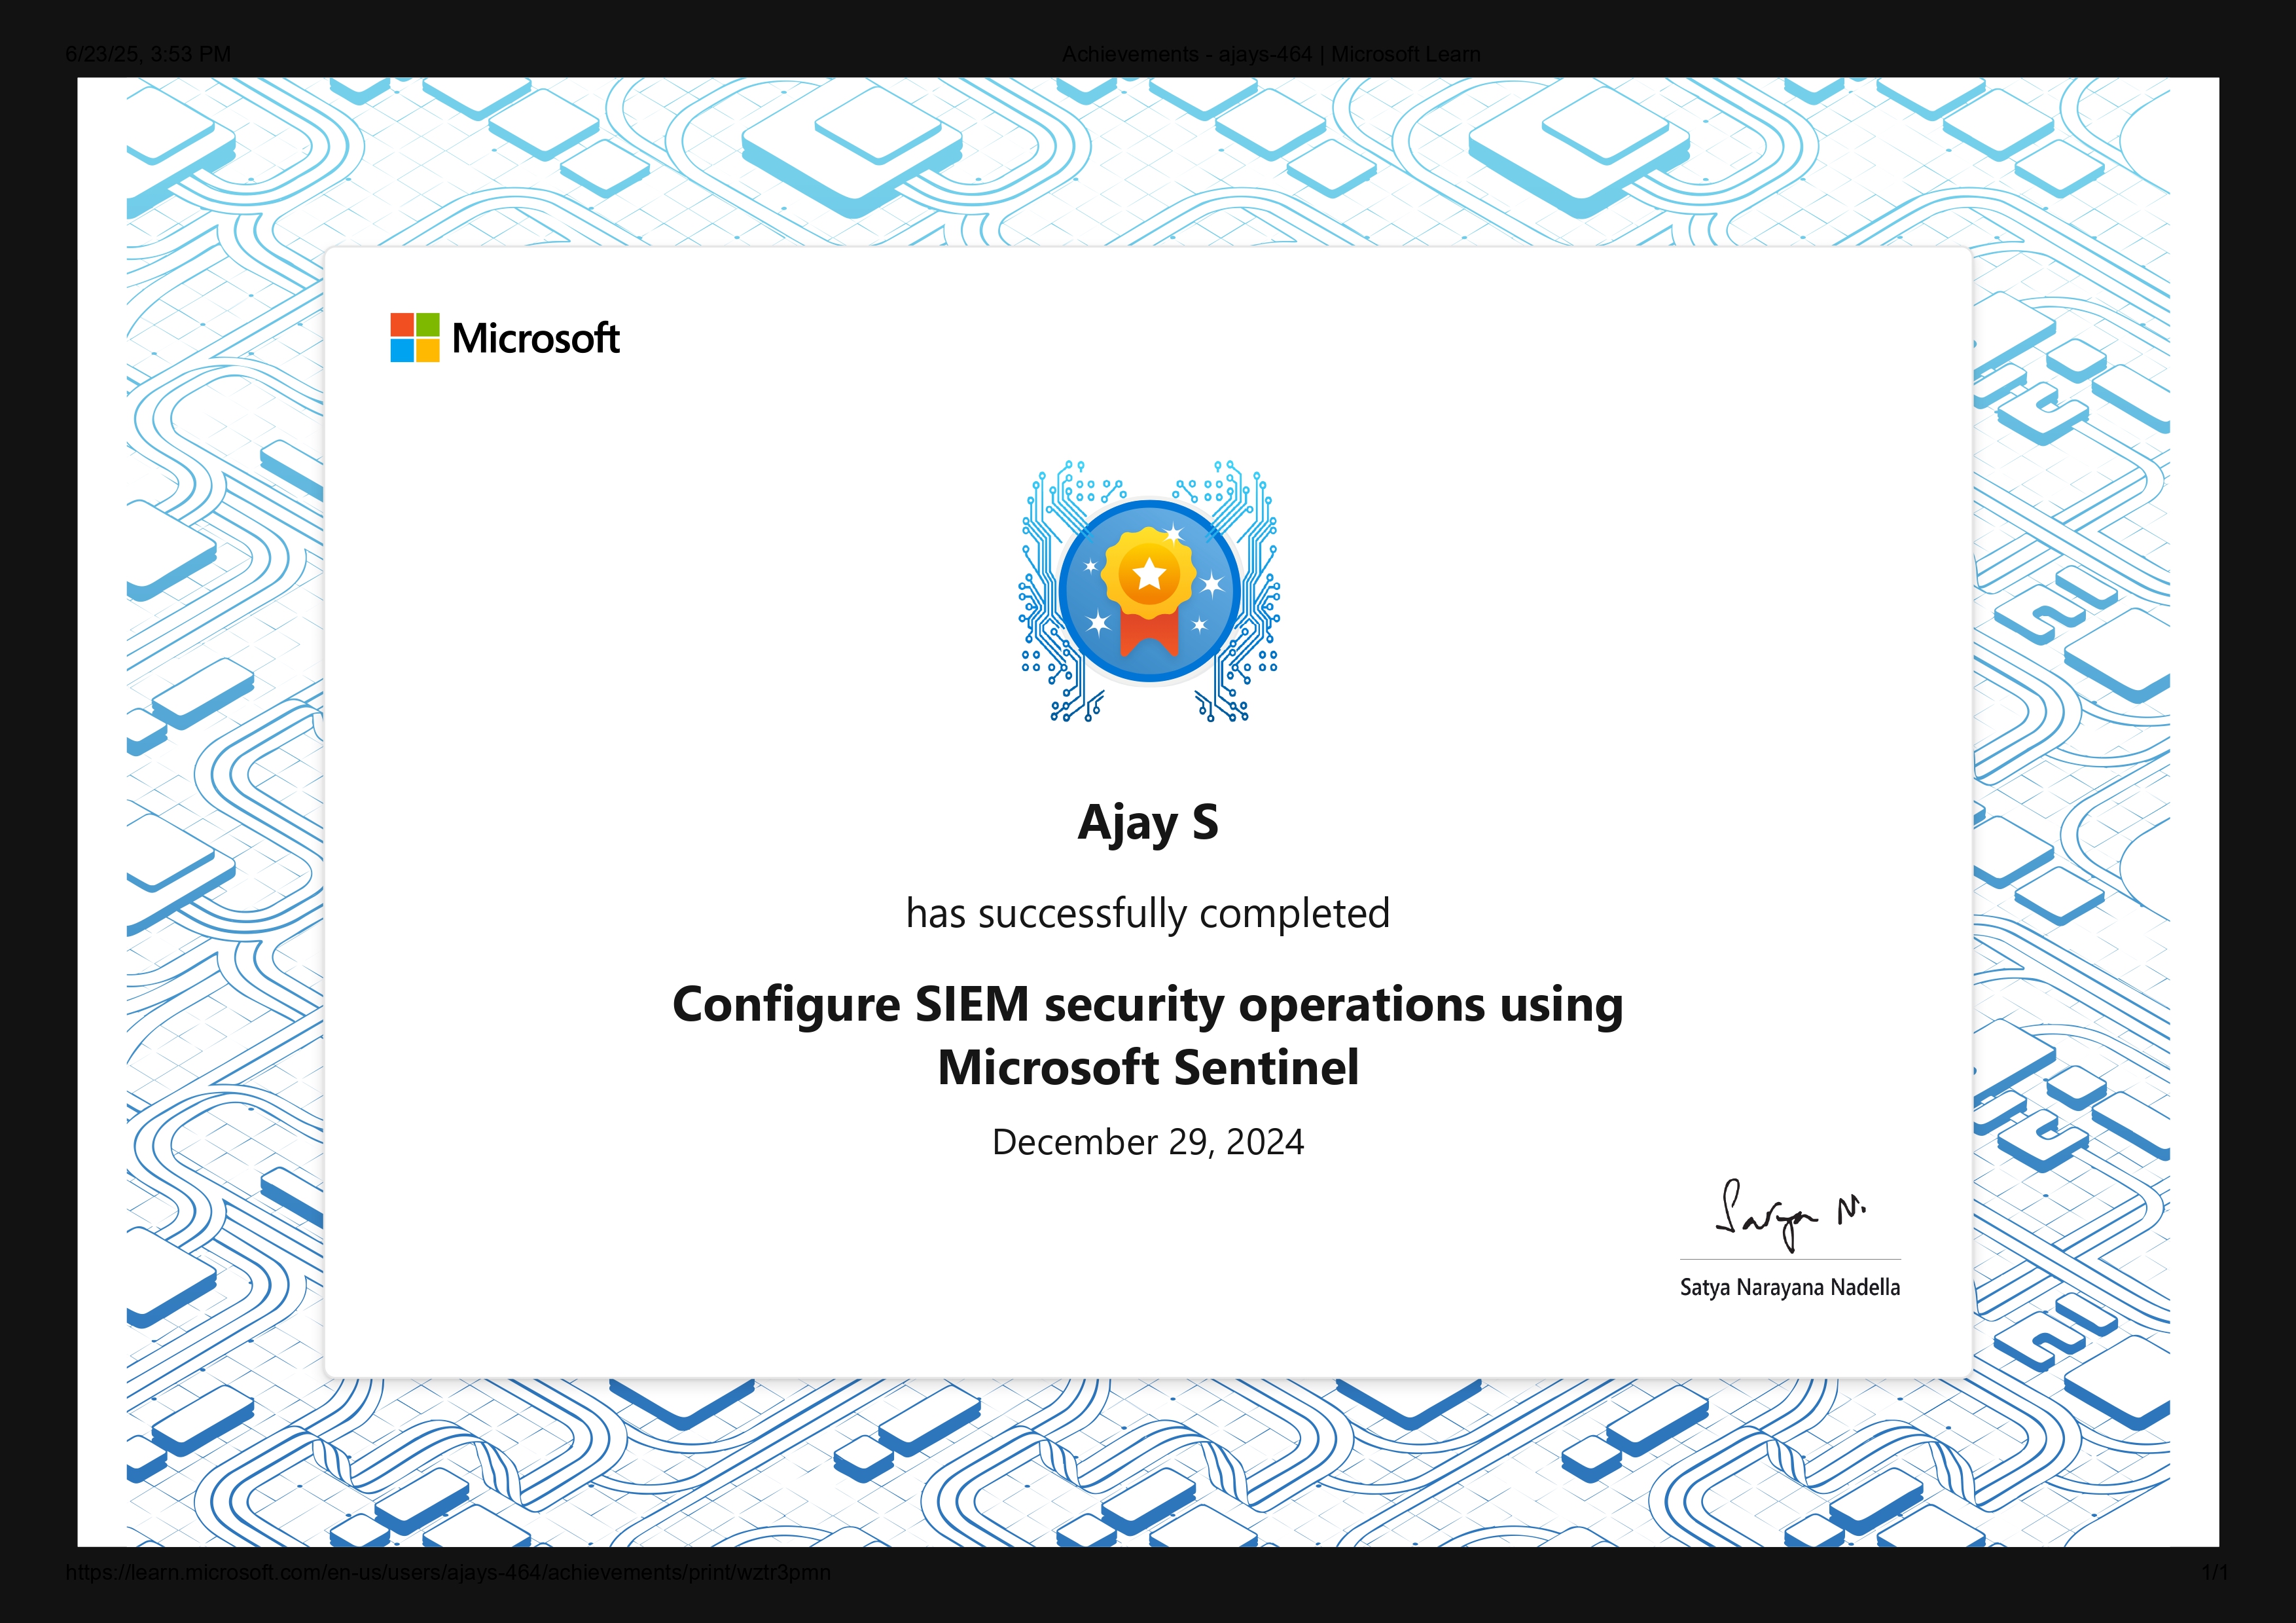 6/23/25, 3:53 PM
Achievements - ajays-464 | Microsoft Learn
Microsoft
Ajay S
has successfully completed
Configure SIEM security operations using
Microsoft Sentinel
December 29, 2024
Satya N.
Satya Narayana Nadella
https://learn.microsoft.com/en-us/users/ajays-464/achievements/print/wztr3pmn
1/1